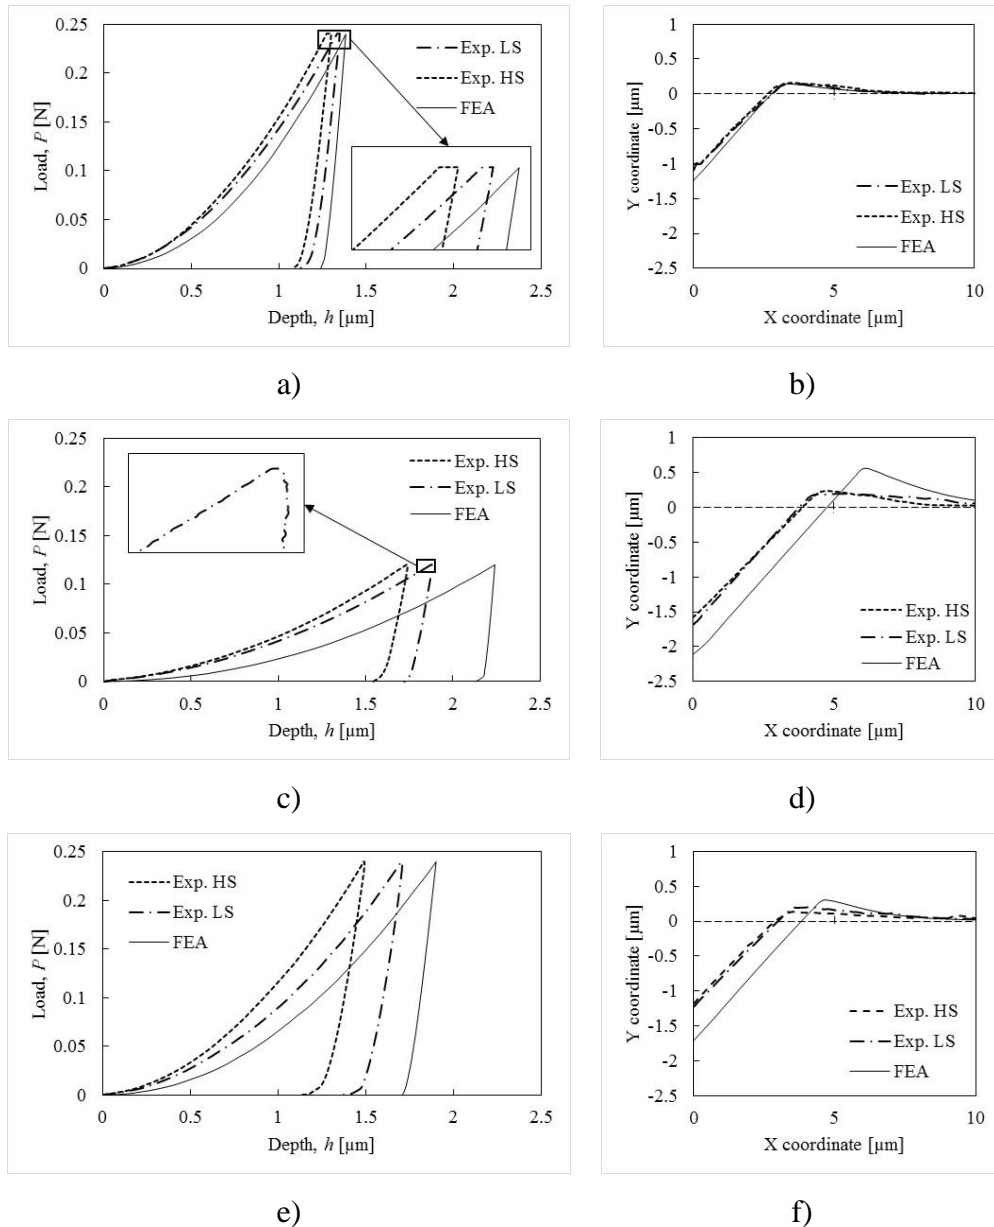 0.25
0.2
0.15
0.1
0.05
0
Load, P [N]
Exp. LS
Exp. HS
FEA
0 0.5 1 1.5 2 2.5
Depth, h [µm]
a)
1
0.5
0
-0.5
-1
-1.5
-2
-2.5
Y coordinate [µm]
Exp. LS
Exp. HS
FEA
0 5 10
X coordinate [µm]
b)
0.25
0.2
0.15
0.1
0.05
0
Load, P [N]
Exp. HS
Exp. LS
FEA
0 0.5 1 1.5 2 2.5
Depth, h [µm]
c)
1
0.5
0
-0.5
-1
-1.5
-2
-2.5
Y coordinate [µm]
Exp. HS
Exp. LS
FEA
0 5 10
X coordinate [µm]
d)
0.25
0.2
0.15
0.1
0.05
0
Load, P [N]
Exp. HS
Exp. LS
FEA
0 0.5 1 1.5 2 2.5
Depth, h [µm]
e)
1
0.5
0
-0.5
-1
-1.5
-2
-2.5
Y coordinate [µm]
Exp. HS
Exp. LS
FEA
0 5 10
X coordinate [µm]
f)